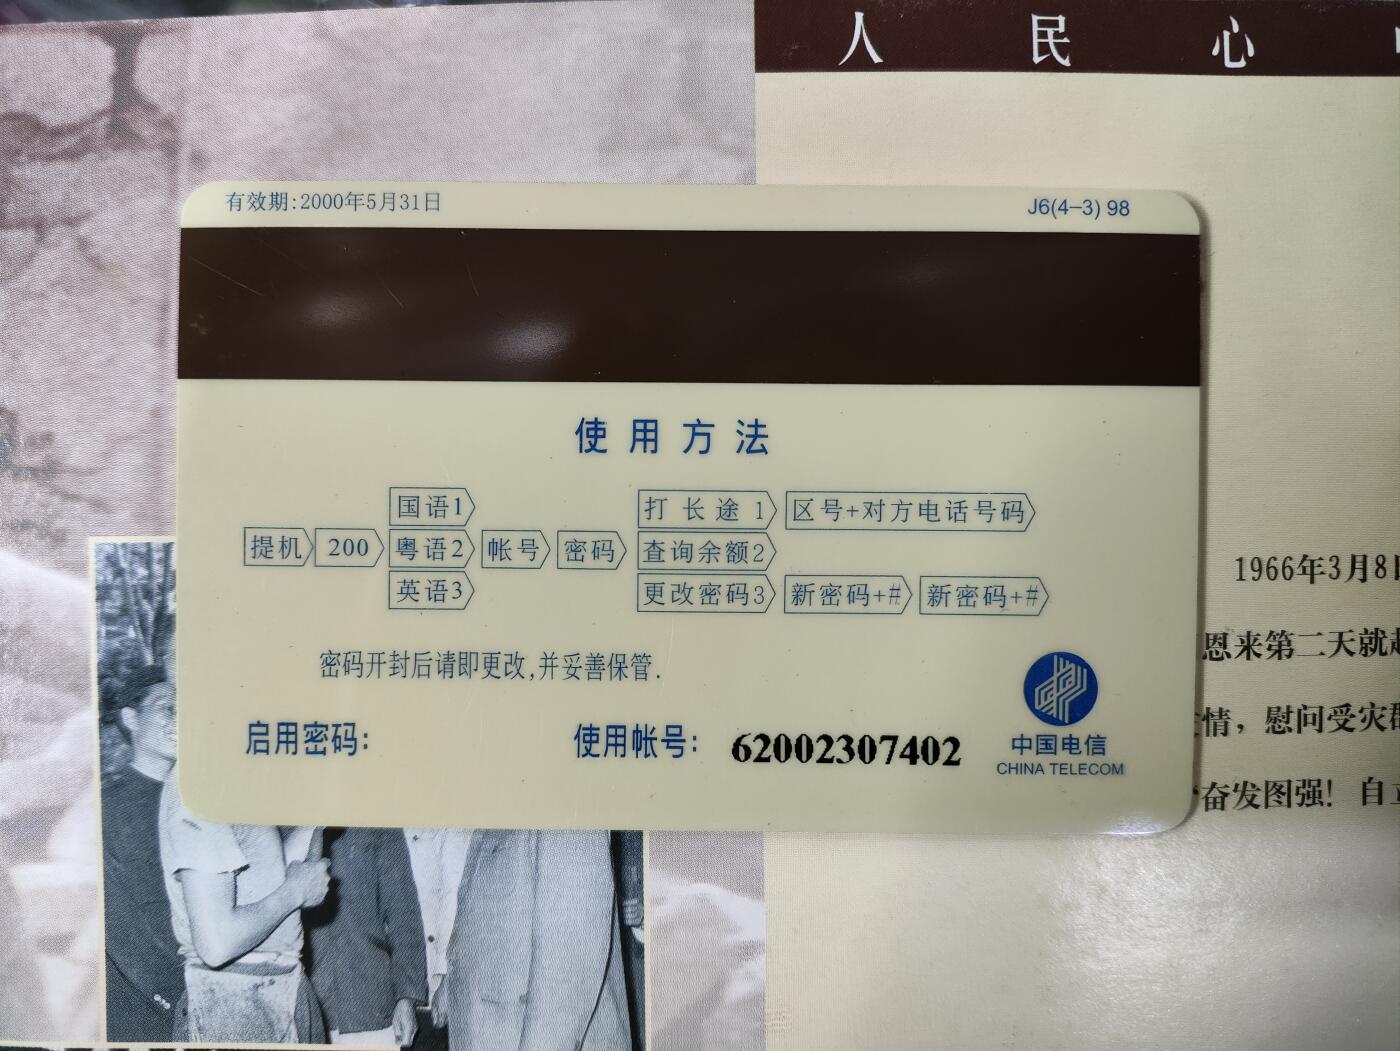 人民心
有效期:2000年5月31日
J6(4-3) 98
使用方法
提机 200 国语1 粤语2 英语3 帐号 密码
打长途1 区号+对方电话号码
查询余额2
更改密码3 新密码+# 新密码+#
密码开封后请即更改,并妥善保管.
启用密码:
使用帐号: 62002307402
中国电信
CHINA TELECOM
1966年3月8日
恩来第二天就
情，慰问受灾
奋发图强！自